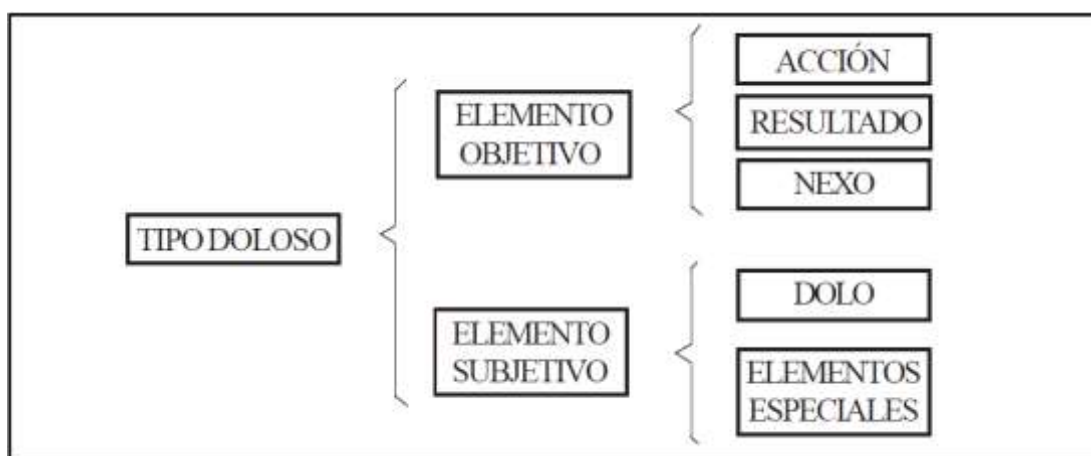 TIPO DOLOSO
ELEMENTO
OBJETIVO
ACCIÓN
RESULTADO
NEXO
ELEMENTO
SUBJETIVO
DOLO
ELEMENTOS
ESPECIALES